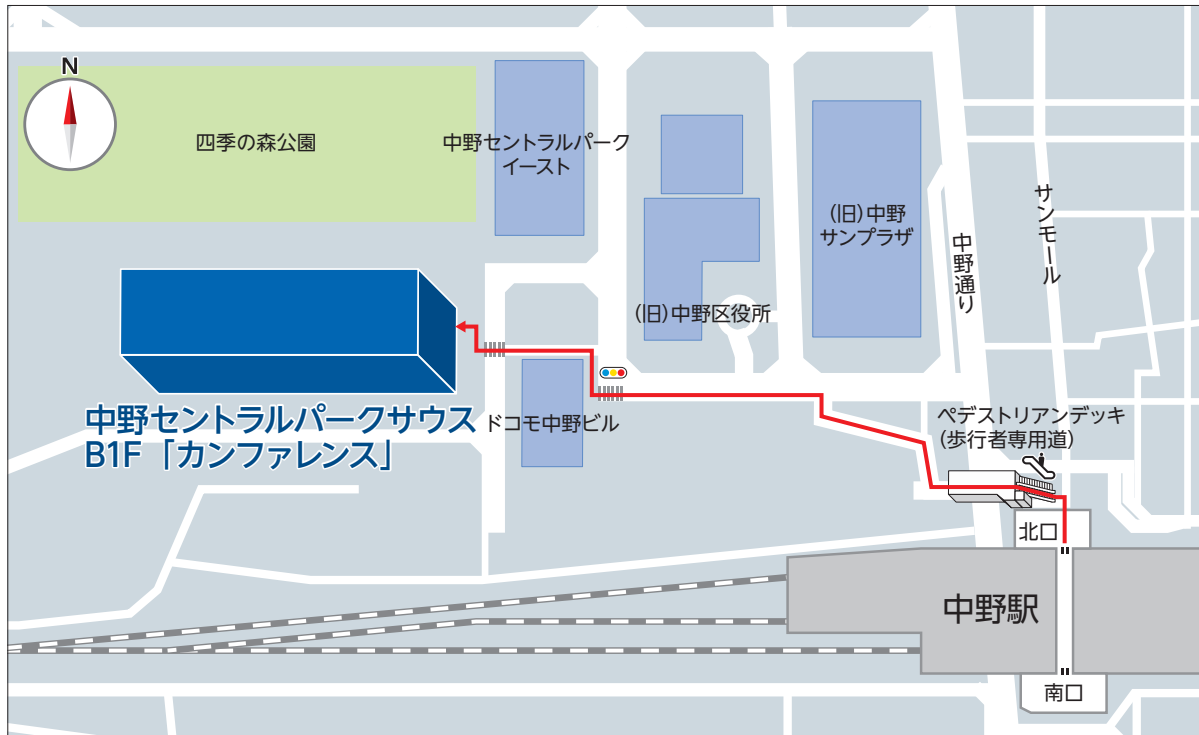 N
四季の森公園
中野セントラルパーク
イースト
(旧)中野
サンプラザ
中野通り
サンモール
(旧)中野区役所
中野セントラルパークサウス
B1F「カンファレンス」
ドコモ中野ビル
ペデストリアンデッキ
(歩行者専用道)
北口
中野駅
南口